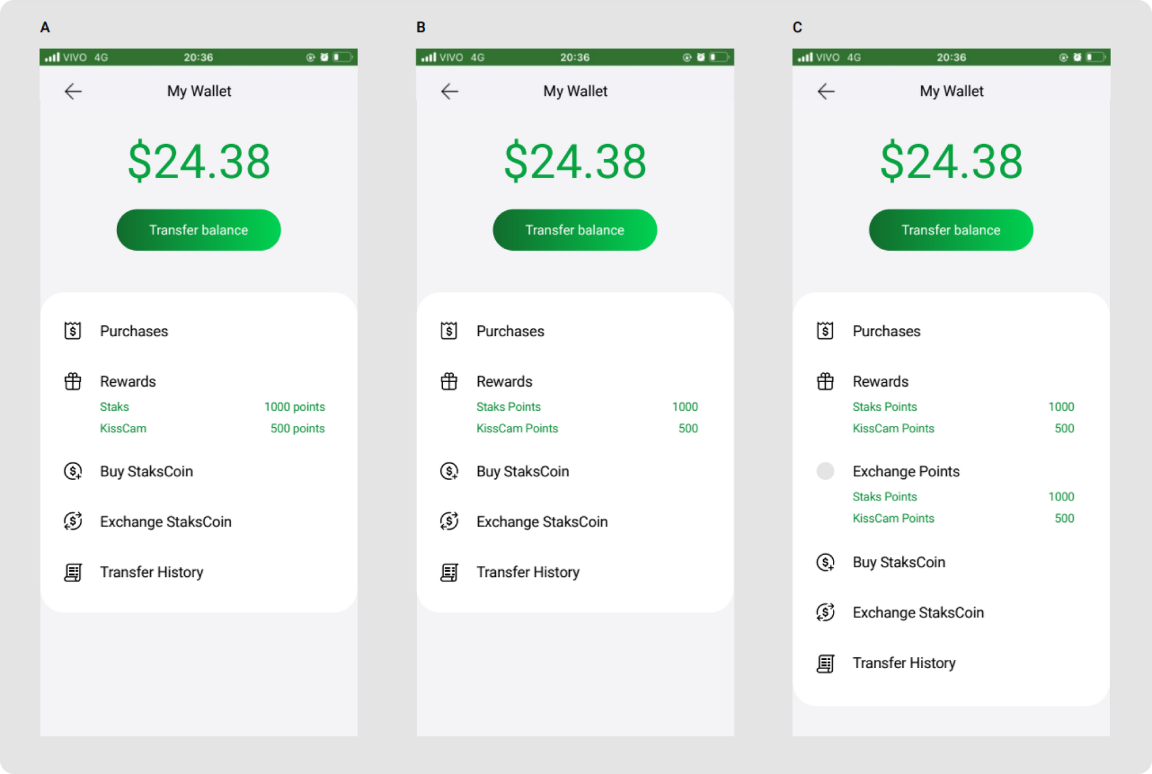 A
VIVO 4G 20:36
My Wallet
$24.38
Transfer balance
Purchases
Rewards
Staks 1000 points
KissCam 500 points
Buy StaksCoin
Exchange StaksCoin
Transfer History
B
VIVO 4G 20:36
My Wallet
$24.38
Transfer balance
Purchases
Rewards
Staks Points 1000
KissCam Points 500
Buy StaksCoin
Exchange StaksCoin
Transfer History
C
VIVO 4G 20:36
My Wallet
$24.38
Transfer balance
Purchases
Rewards
Staks Points 1000
KissCam Points 500
Exchange Points
Staks Points 1000
KissCam Points 500
Buy StaksCoin
Exchange StaksCoin
Transfer History